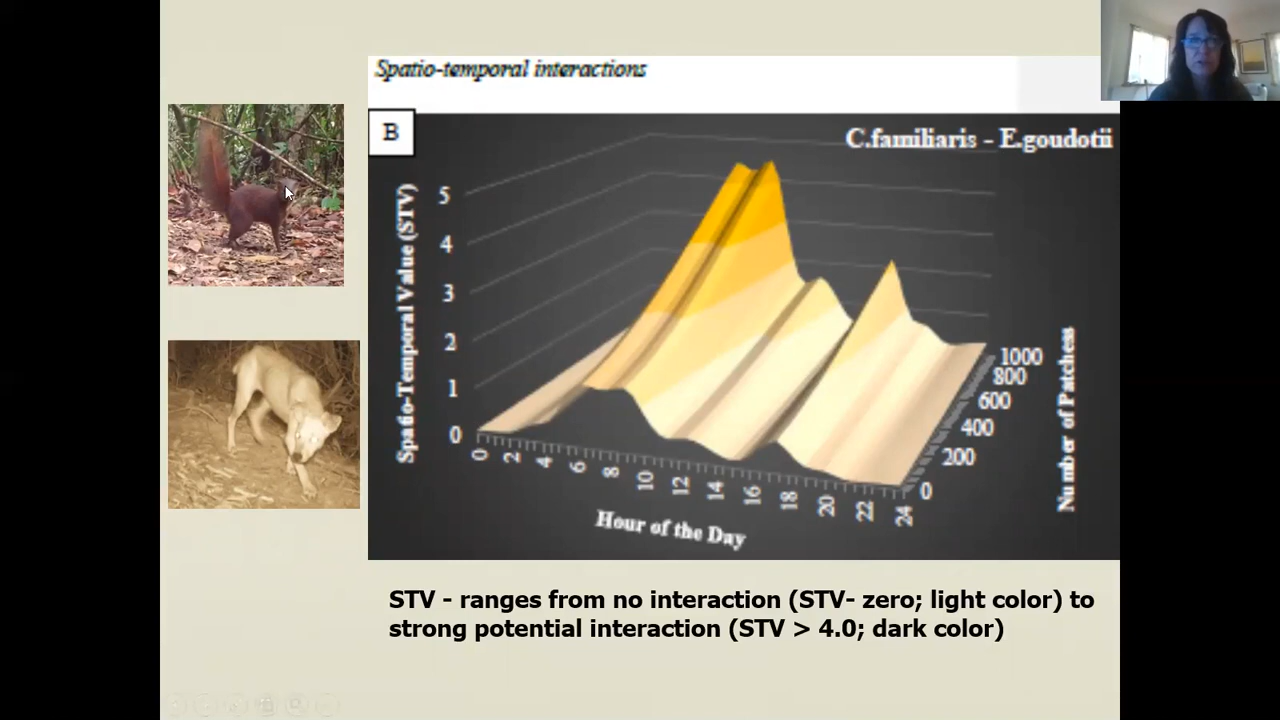 Spatio-temporal interactions
B
C.familiaris - E.goudotii
Spatio-Temporal Value (STV)
5
4
3
2
1
0
0 2 4 6 8 10 12 14 16 18 20 22 24
Hour of the Day
1000
800
600
400
200
0
Number of Patchess
STV - ranges from no interaction (STV- zero; light color) to
strong potential interaction (STV > 4.0; dark color)